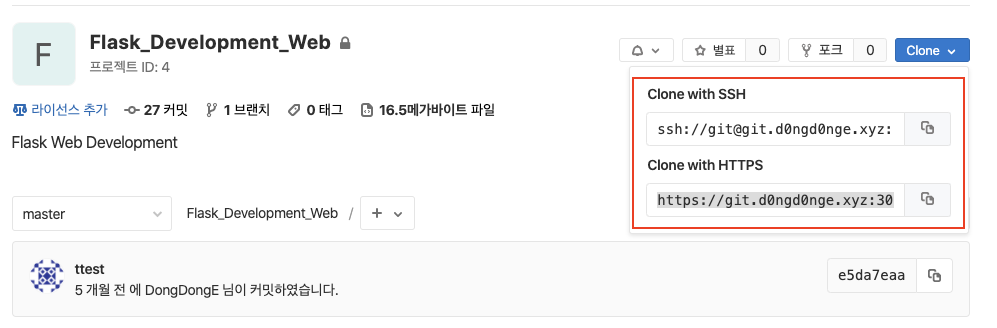 F
Flask_Development_Web
프로젝트 ID: 4
별표 0 포크 0 Clone
라이선스 추가 27 커밋 1 브랜치 0 태그 16.5메가바이트 파일
Flask Web Development
Clone with SSH
ssh://git@git.d0ngd0nge.xyz:
Clone with HTTPS
https://git.d0ngd0nge.xyz:30
master Flask_Development_Web / +
ttest
5 개월 전 에 DongDongE 님이 커밋하였습니다.
e5da7eaa